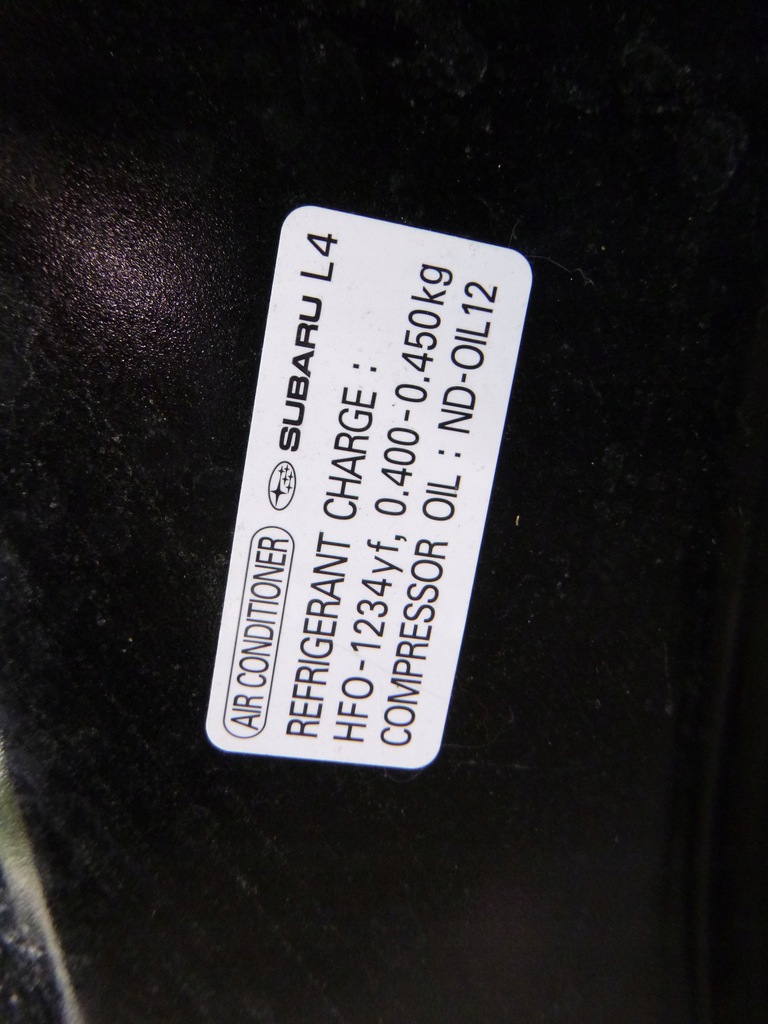 AIR CONDITIONER SUBARU L4
REFRIGERANT CHARGE :
HFO-1234yf, 0.400-0.450kg
COMPRESSOR OIL : ND-OIL12